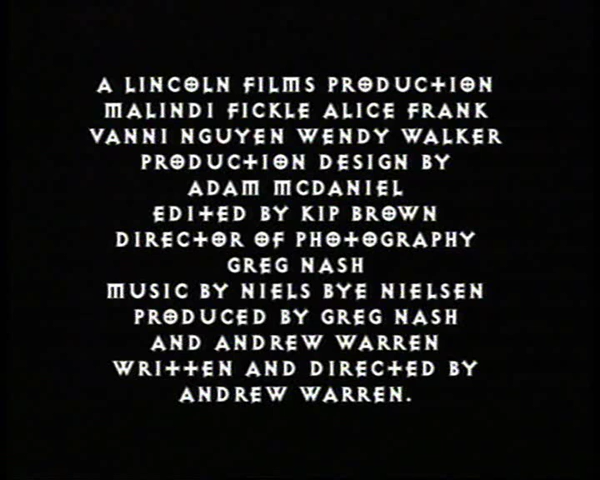 A LINCOLN FILMS PRODUCTION
MALINDI FICKLE ALICE FRANK
VANNI NGUYEN WENDY WALKER
PRODUCTION DESIGN BY
ADAM MCDANIEL
EDITED BY KIP BROWN
DIRECTOR OF PHOTOGRAPHY
GREG NASH
MUSIC BY NIELS BYE NIELSEN
PRODUCED BY GREG NASH
AND ANDREW WARREN
WRITTEN AND DIRECTED BY
ANDREW WARREN.